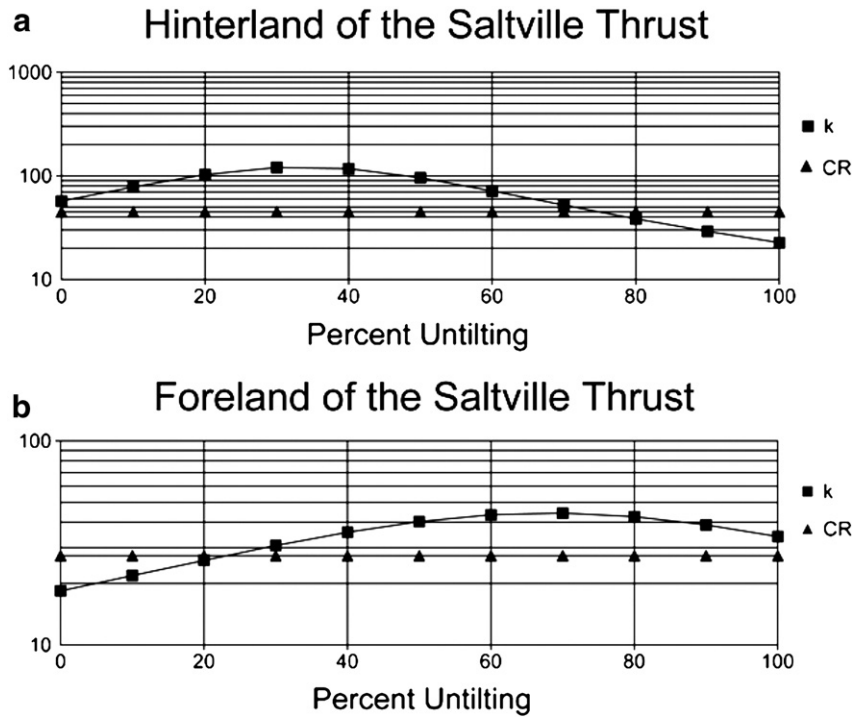 a
Hinterland of the Saltville Thrust
1000
100
10
0 20 40 60 80 100
Percent Untilting
k
CR
b
Foreland of the Saltville Thrust
100
10
0 20 40 60 80 100
Percent Untilting
k
CR